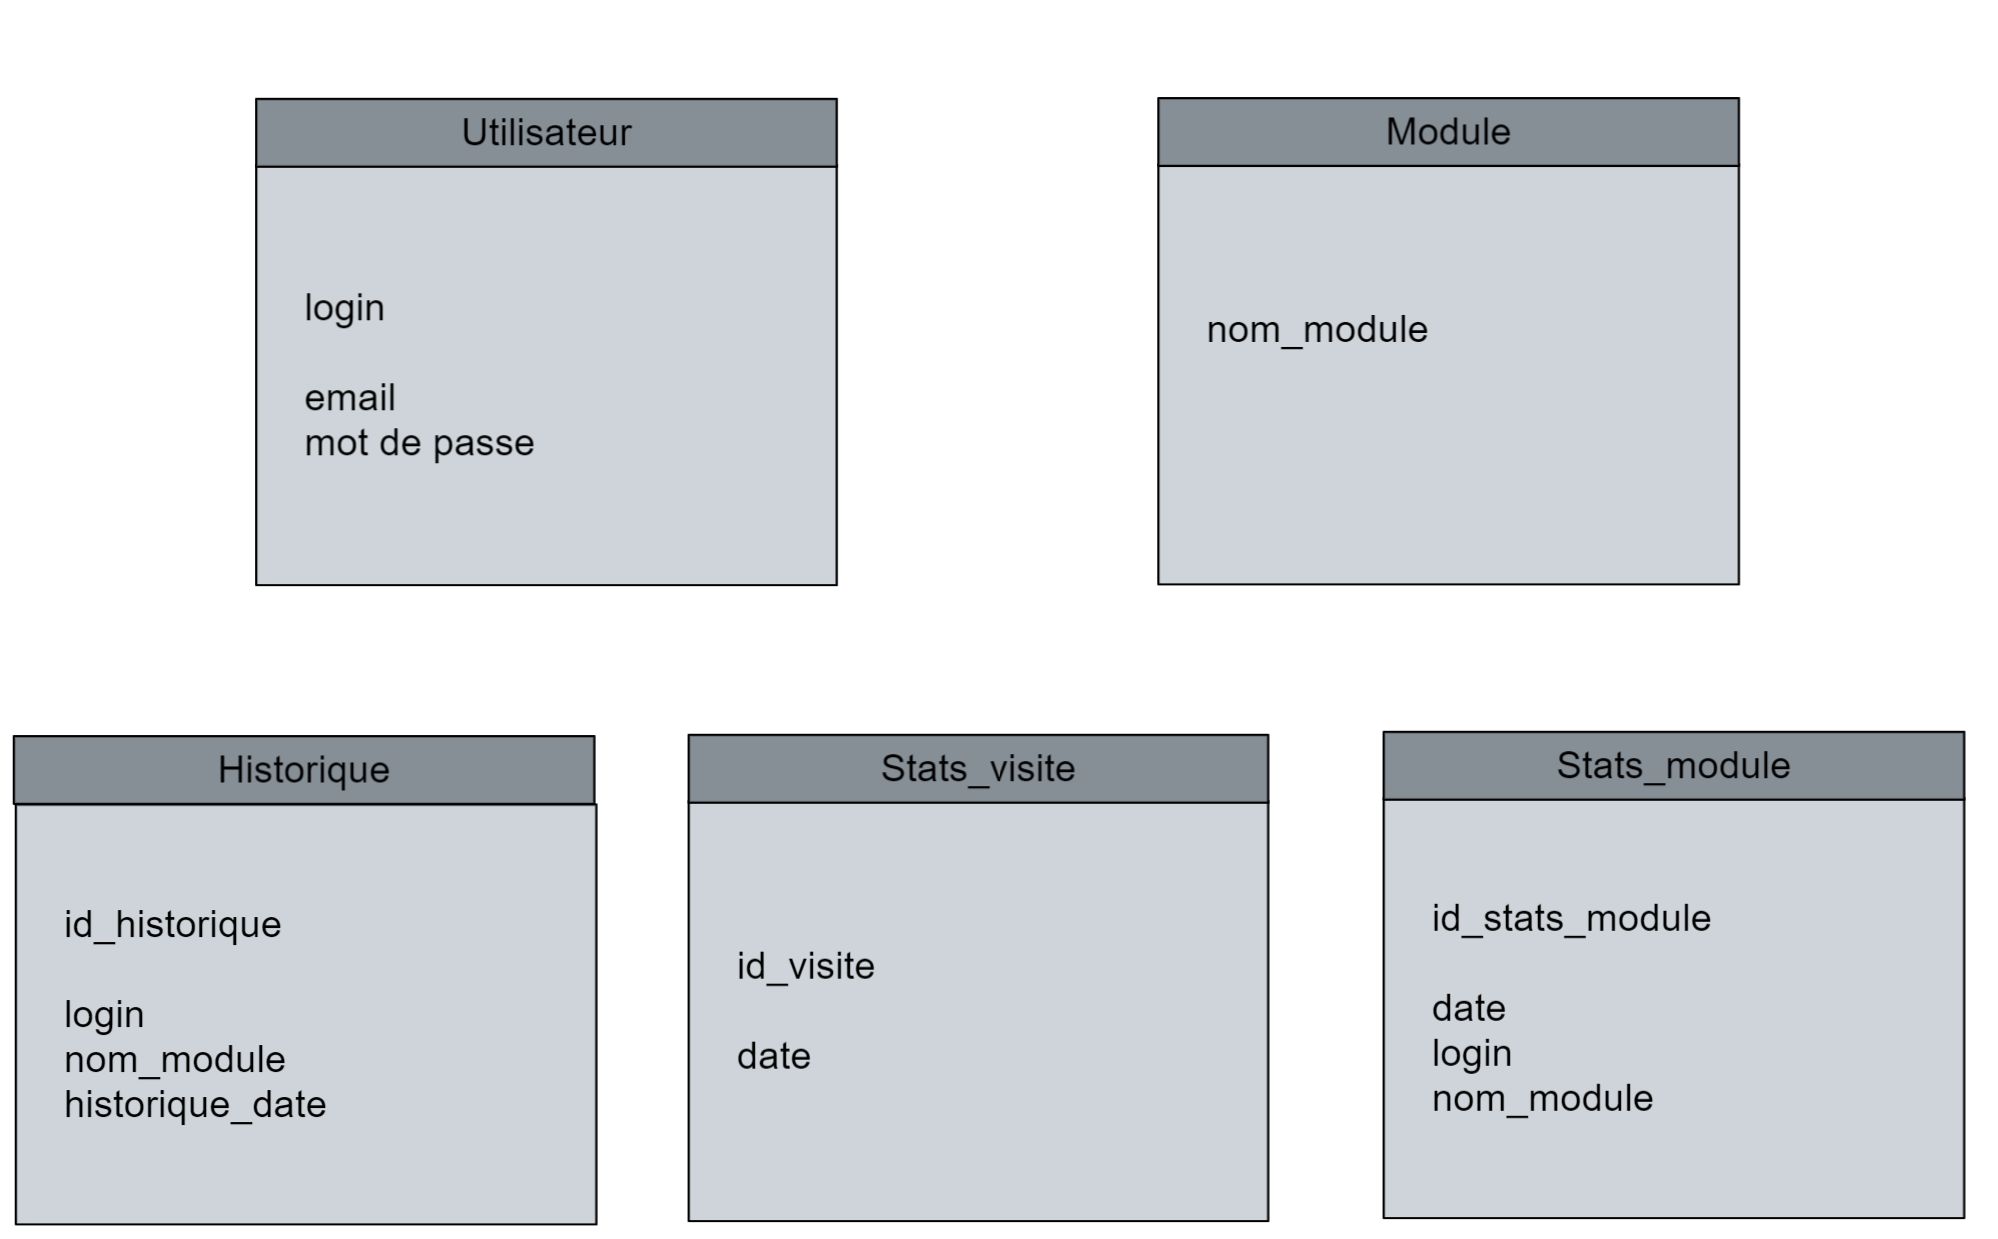 Utilisateur
login
email
mot de passe
Module
nom_module
Historique
id_historique
login
nom_module
historique_date
Stats_visite
id_visite
date
Stats_module
id_stats_module
date
login
nom_module